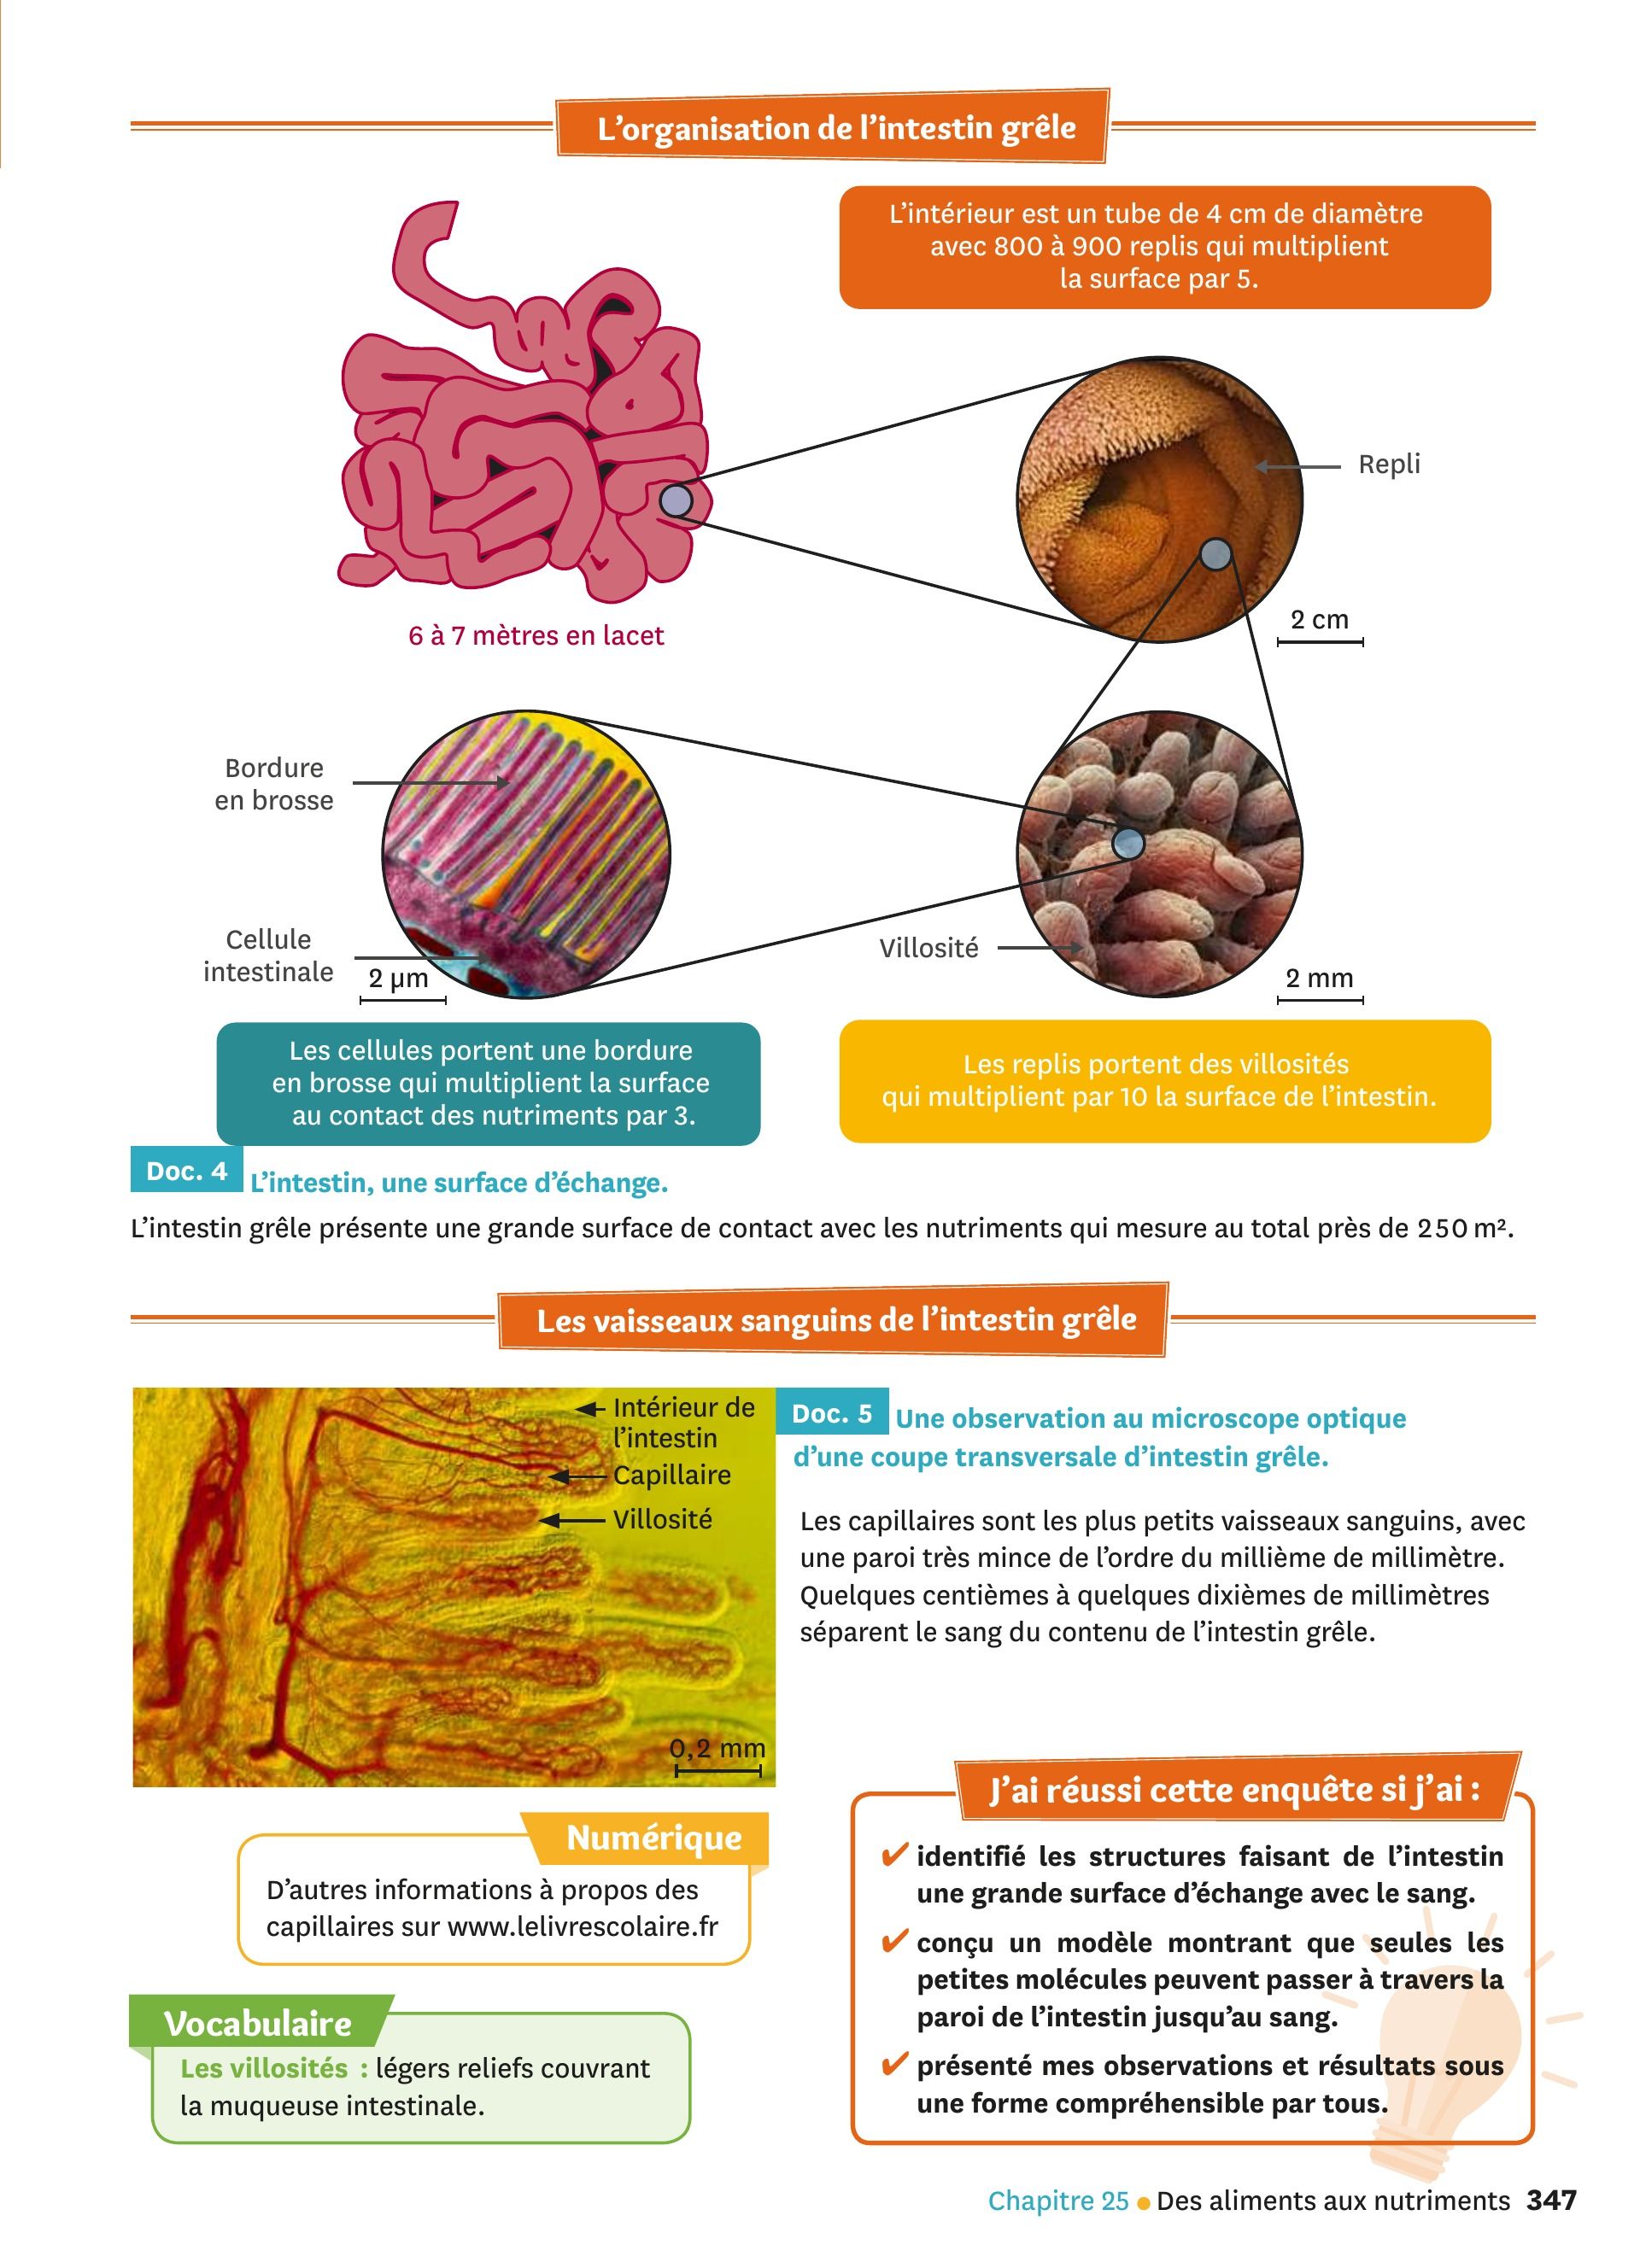 L'organisation de l'intestin grêle
L'intérieur est un tube de 4 cm de diamètre
avec 800 à 900 replis qui multiplient
la surface par 5.
Repli
2 cm
6 à 7 mètres en lacet
Bordure
en brosse
Cellule
intestinale
2 µm
Villosité
2 mm
Les cellules portent une bordure
en brosse qui multiplient la surface
au contact des nutriments par 3.
Les replis portent des villosités
qui multiplient par 10 la surface de l'intestin.
Doc. 4 L'intestin, une surface d'échange.
L'intestin grêle présente une grande surface de contact avec les nutriments qui mesure au total près de 250 m².
Les vaisseaux sanguins de l'intestin grêle
Intérieur de
l'intestin
Capillaire
Villosité
0,2 mm
Doc. 5 Une observation au microscope optique
d'une coupe transversale d'intestin grêle.
Les capillaires sont les plus petits vaisseaux sanguins, avec
une paroi très mince de l'ordre du millième de millimètre.
Quelques centièmes à quelques dixièmes de millimètres
séparent le sang du contenu de l'intestin grêle.
Numérique
D'autres informations à propos des
capillaires sur www.lelivrescolaire.fr
Vocabulaire
Les villosités : légers reliefs couvrant
la muqueuse intestinale.
J'ai réussi cette enquête si j'ai :
✔ identifié les structures faisant de l'intestin
une grande surface d'échange avec le sang.
✔ conçu un modèle montrant que seules les
petites molécules peuvent passer à travers la
paroi de l'intestin jusqu'au sang.
✔ présenté mes observations et résultats sous
une forme compréhensible par tous.
Chapitre 25 • Des aliments aux nutriments 347